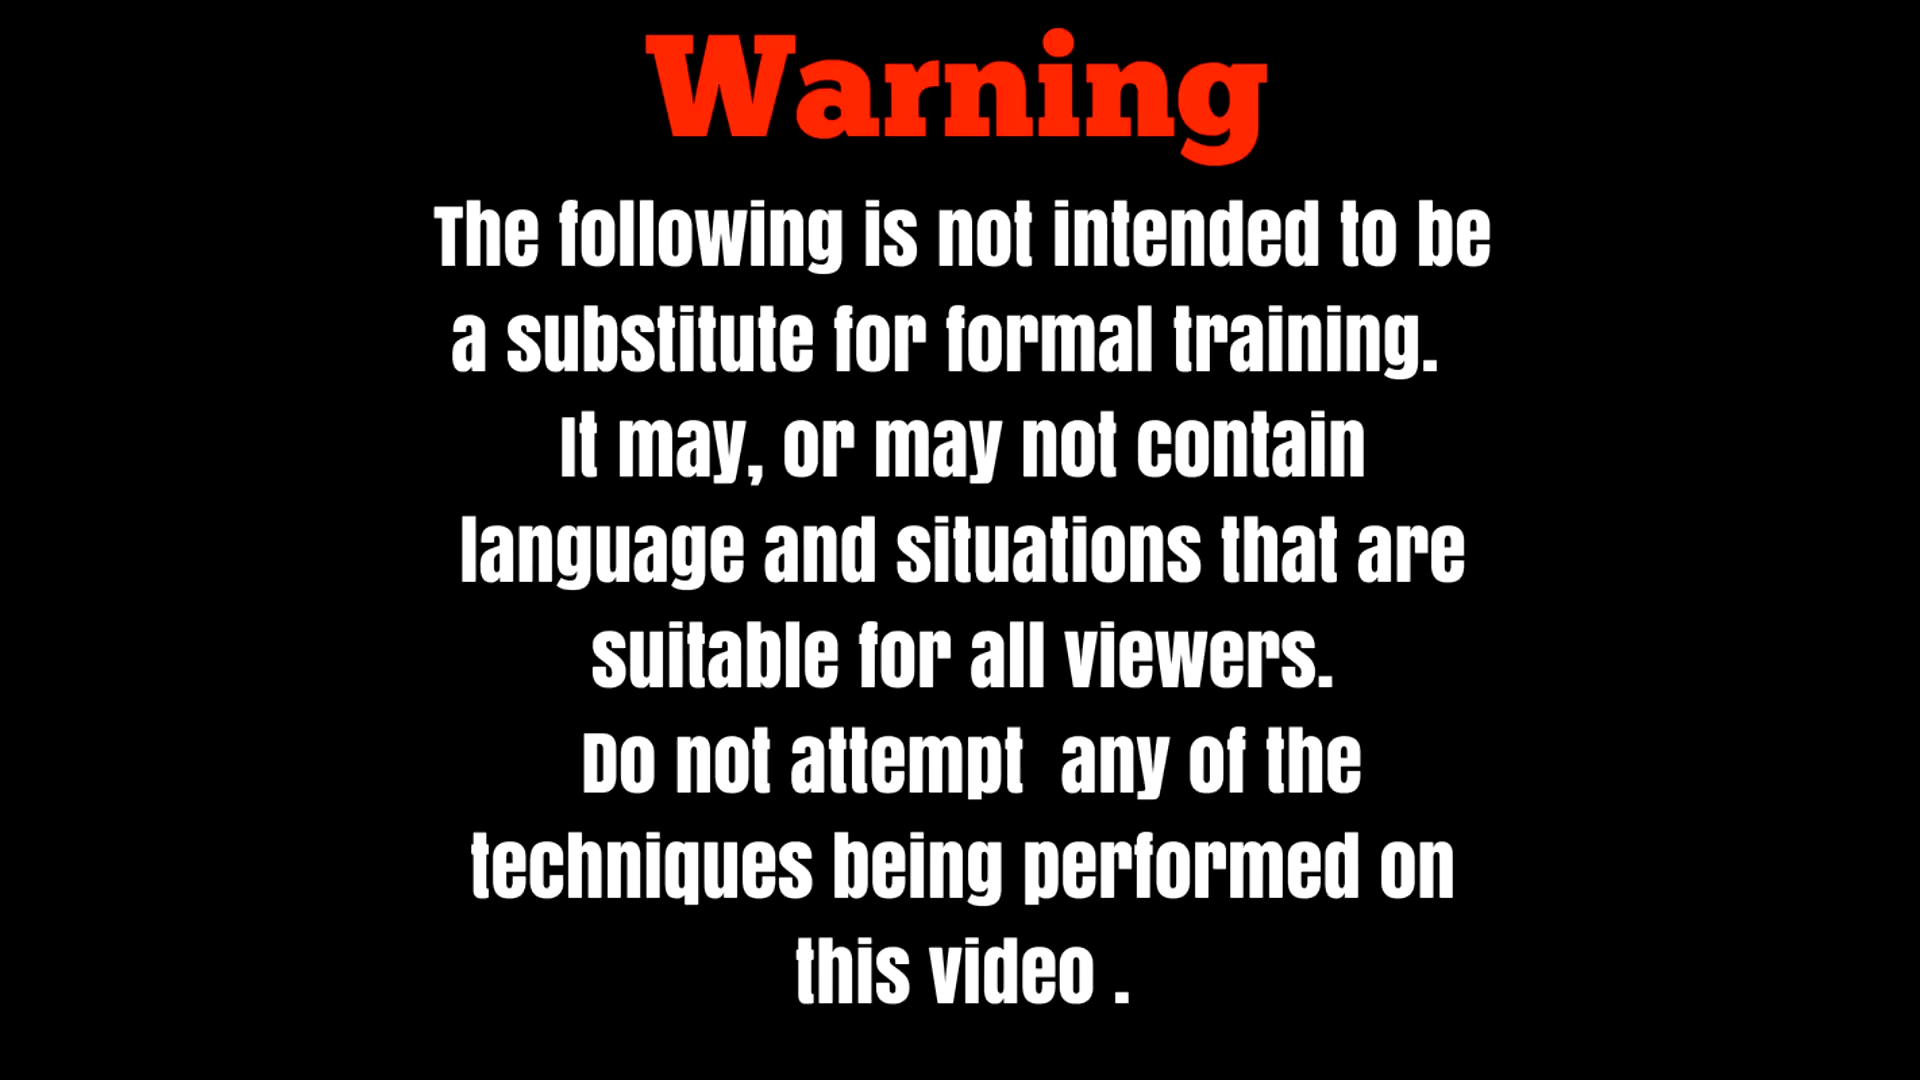 Warning
The following is not intended to be
a substitute for formal training.
It may, or may not contain
language and situations that are
suitable for all viewers.
Do not attempt  any of the
techniques being performed on
this video .